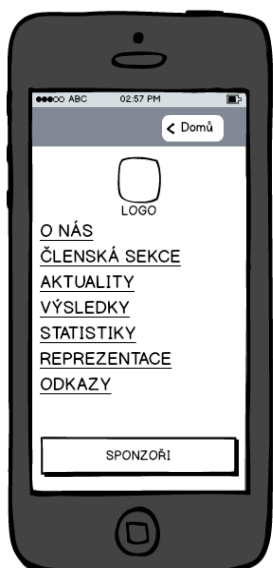 ABC 02:57 PM
< Domů
LOGO
O NÁS
ČLENSKÁ SEKCE
AKTUALITY
VÝSLEDKY
STATISTIKY
REPREZENTACE
ODKAZY
SPONZOŘI